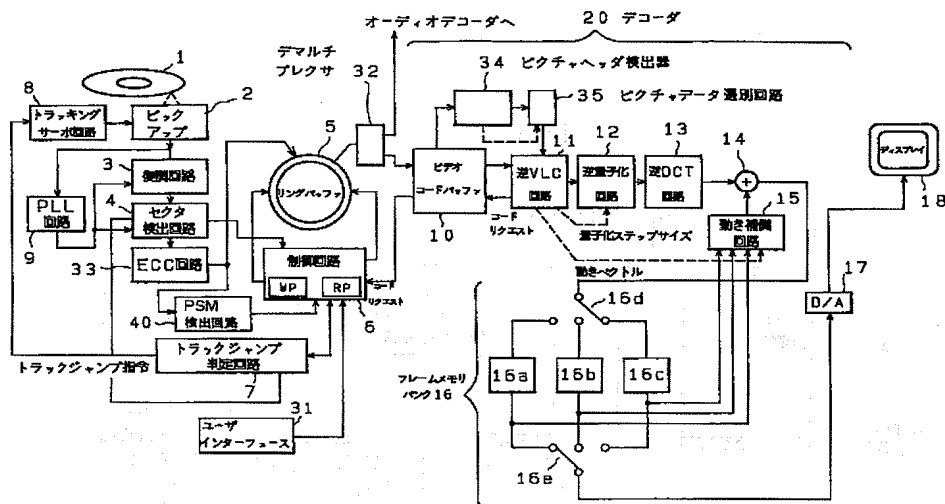 オーディオデコーダへ
20 デコーダ
デマルチ
プレクサ
32
34 ピクチャヘッダ検出器
35 ピクチャデータ選別回路
1
8
トラッキング
サーボ回路
2
ピック
アップ
3
復調回路
4
セクタ
検出回路
PLL
回路
9
33
ECC回路
5
リングバッファ
制御回路
WP
RP
6
コード
リクエスト
PSM
検出回路
40
トラックジャンプ指令
トラックジャンプ
判定回路
7
31
ユーザ
インターフェース
ビデオ
コードバッファ
10
11
逆VLC
回路
コード
リクエスト
12
逆量子化
回路
量子化ステップサイズ
13
逆DCT
回路
14
15
動き補償
回路
動きベクトル
16d
フレームメモリ
バンク16
16a
16b
16c
16e
17
D/A
ディスプレイ
18